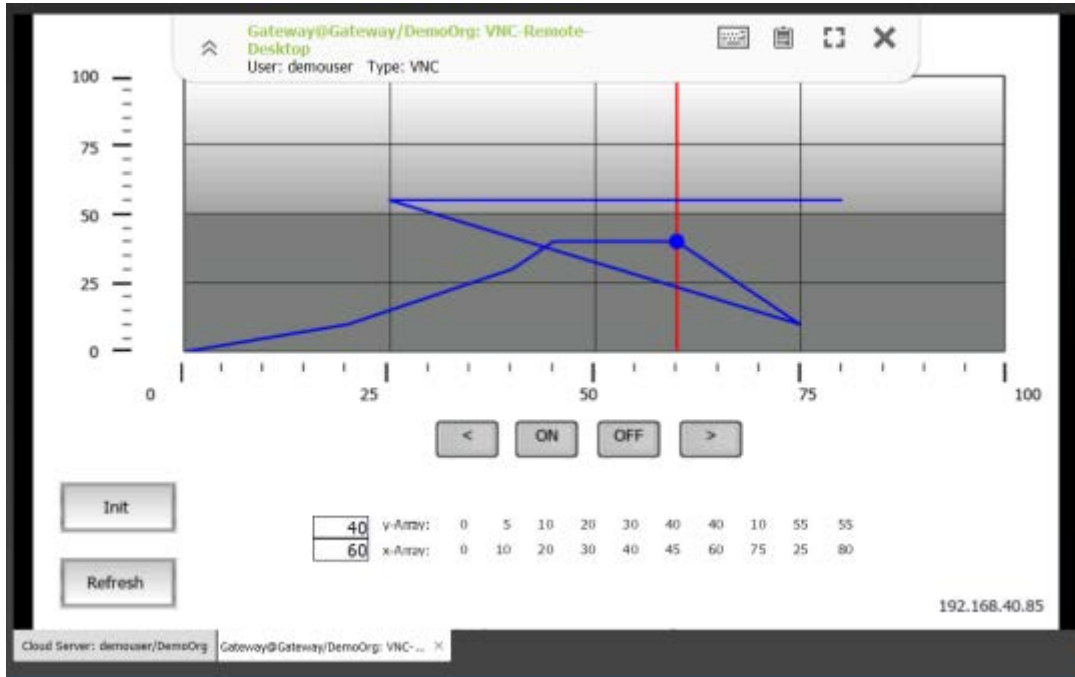 Gateway@Gateway/DemoOrg: VNC-Remote-
Desktop
User: demouser Type: VNC
100
75
50
25
0
0 25 50 75 100
< ON OFF >
Init
40 y-Array: 0 5 10 20 30 40 40 10 55 55
60 x-Array: 0 10 20 30 40 45 60 75 25 80
Refresh
192.168.40.85
Cloud Server: demouser/DemoOrg Gateway@Gateway/DemoOrg: VNC-... ×